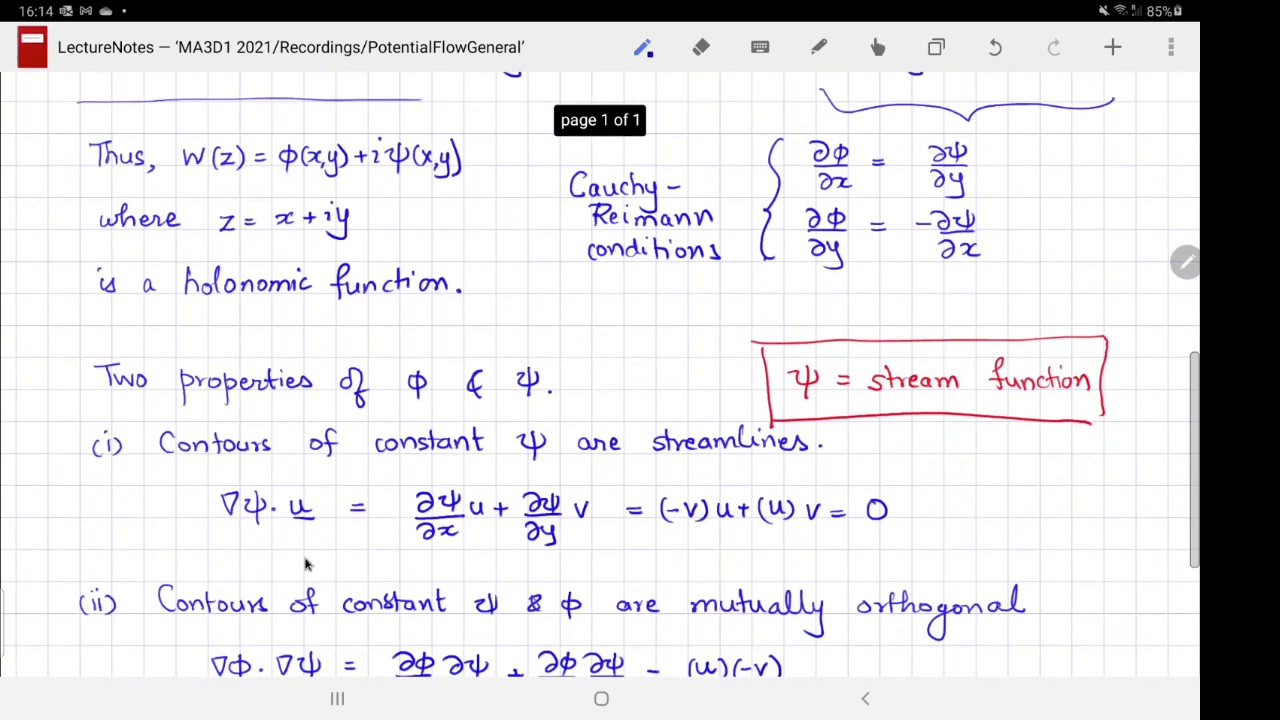 16:14
85%
LectureNotes — ‘MA3D1 2021/Recordings/PotentialFlowGeneral’
page 1 of 1
Thus, W(z) = ϕ(x,y)+iψ(x,y)
where z = x + iy
is a holonomic function.
Cauchy-
Reimann
conditions
∂ϕ/∂x = ∂ψ/∂y
∂ϕ/∂y = -∂ψ/∂x
Two properties of ϕ & ψ.
ψ = stream function
(i) Contours of constant ψ are streamlines.
∇ψ. u = ∂ψ/∂x u + ∂ψ/∂y v = (-v) u + (u) v = 0
(ii) Contours of constant ψ & ϕ are mutually orthogonal
∇ϕ. ∇ψ = ∂ϕ ∂ψ + ∂ϕ ∂ψ = (u)(-v)